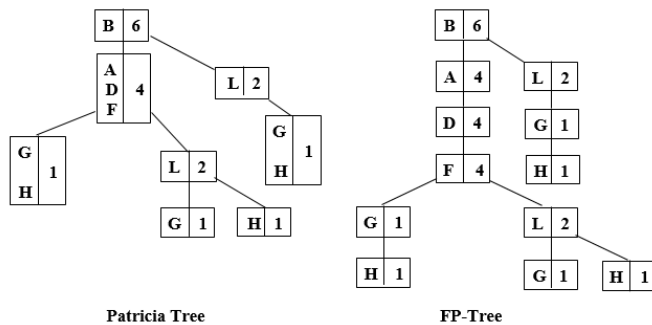 B 6
B 6
A
D 4
F
L 2
A 4
L 2
G
H 1
G
H 1
D 4
G 1
L 2
F 4
H 1
G 1
H 1
G 1
L 2
H 1
G 1
H 1
Patricia Tree
FP-Tree